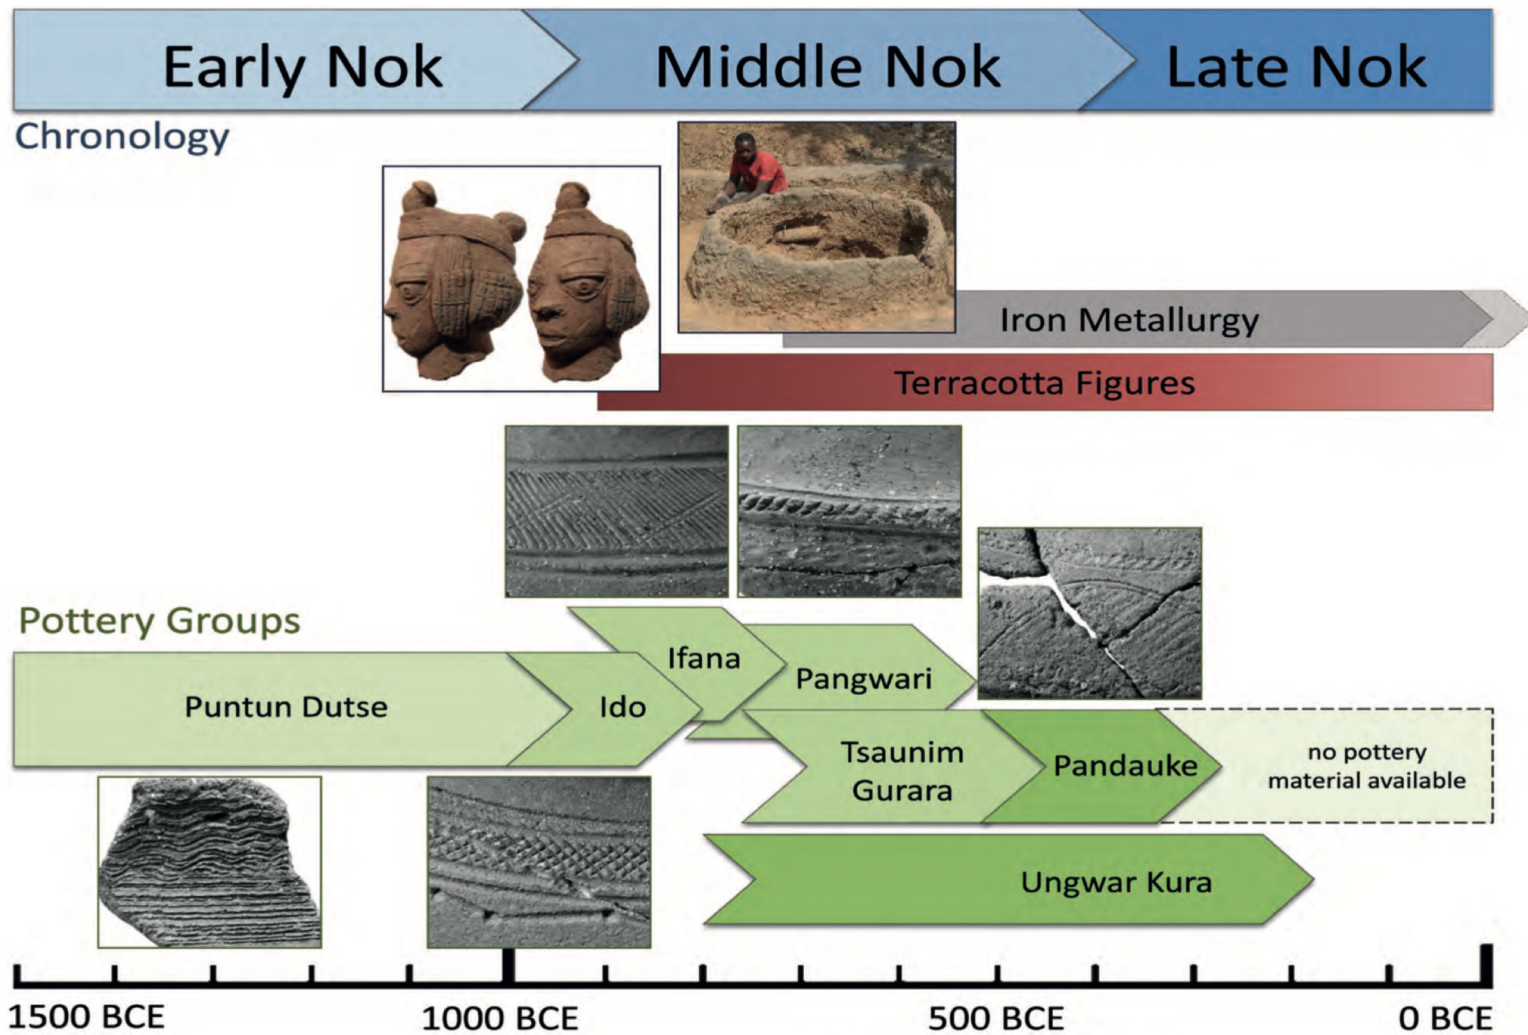 Early Nok
Middle Nok
Late Nok
Chronology
Iron Metallurgy
Terracotta Figures
Pottery Groups
Puntun Dutse
Ido
Ifana
Pangwari
Tsaunim
Gurara
Pandauke
no pottery
material available
Ungwar Kura
1500 BCE
1000 BCE
500 BCE
0 BCE